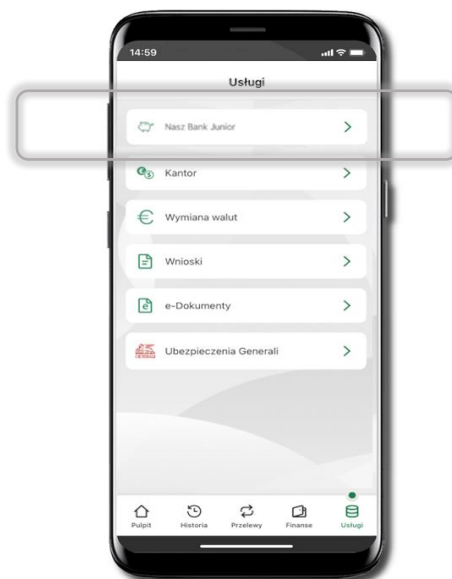 14:59
Usługi
Nasz Bank Junior
Kantor
Wymiana walut
Wnioski
e-Dokumenty
Ubezpieczenia Generali
Pulpit Historia Przelewy Finanse Usługi